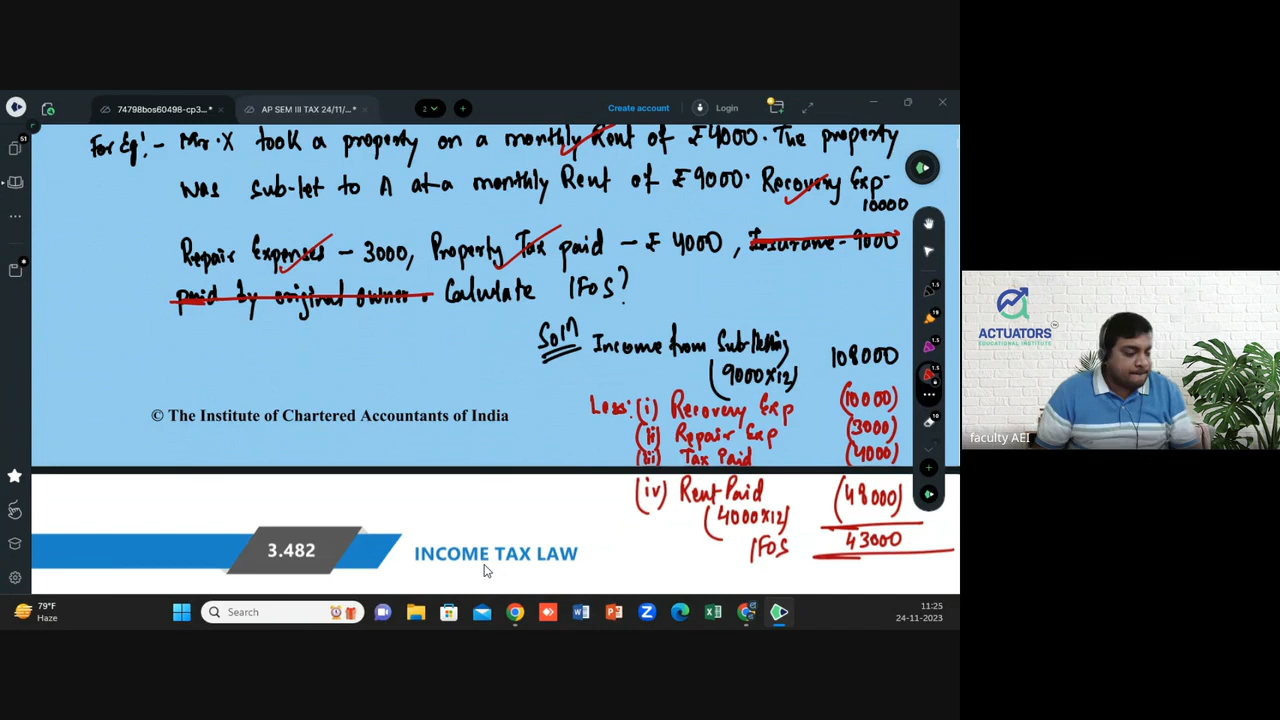 74798bos60498-cp3...*
AP SEM III TAX 24/11/...*
2
Create account
Login
For Eg:- Mr. X took a property on a monthly Rent of ₹4000. The property
was Sub-let to A at a monthly Rent of ₹9000. Recovery Exp-
10000
Repair Expenses - 3000, Property Tax paid - ₹ 4000, Insurance - 9000
paid by original owner. Calculate IFOS?
Soln Income from Subletting 108000
(9000x12)
Less: (i) Recovery Exp (10000)
(ii) Repair Exp (3000)
(iii) Tax Paid (4000)
© The Institute of Chartered Accountants of India
(iv) Rent Paid (48000)
(4000x12)
IFOS 43000
3.482
INCOME TAX LAW
ACTUATORS
EDUCATIONAL INSTITUTE
faculty AEI
79°F
Haze
Search
11:25
24-11-2023